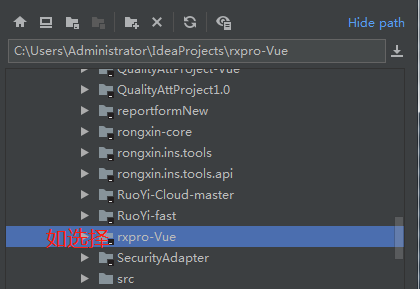 Hide path
C:\Users\Administrator\IdeaProjects\rxpro-Vue
QualityAttProject-Vue
QualityAttProject1.0
reportformNew
rongxin-core
rongxin.ins.tools
rongxin.ins.tools.api
RuoYi-Cloud-master
RuoYi-fast
如选择 rxpro-Vue
SecurityAdapter
src